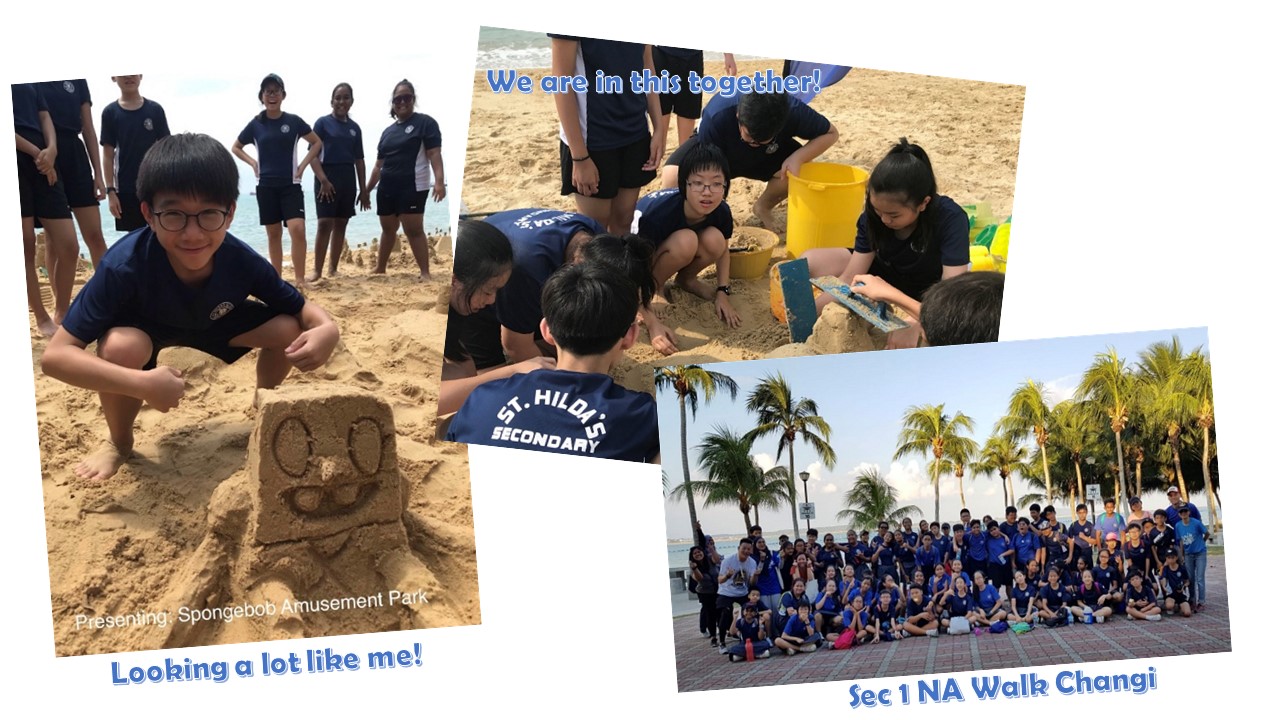 We are in this together!
ST. HILDA'S
SECONDARY
Presenting: Spongebob Amusement Park
Looking a lot like me!
Sec 1 NA Walk Changi